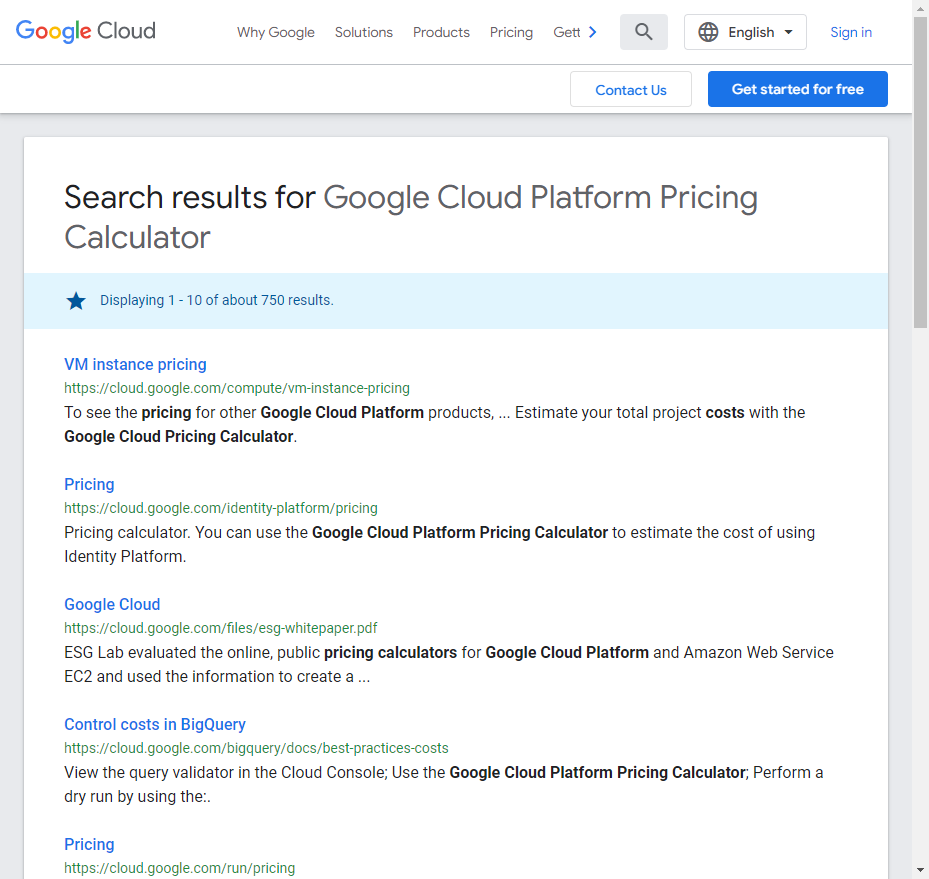 Google Cloud
Why Google Solutions Products Pricing Gett
English
Sign in
Contact Us
Get started for free
Search results for Google Cloud Platform Pricing
Calculator
Displaying 1 - 10 of about 750 results.
VM instance pricing
https://cloud.google.com/compute/vm-instance-pricing
To see the pricing for other Google Cloud Platform products, ... Estimate your total project costs with the
Google Cloud Pricing Calculator.
Pricing
https://cloud.google.com/identity-platform/pricing
Pricing calculator. You can use the Google Cloud Platform Pricing Calculator to estimate the cost of using
Identity Platform.
Google Cloud
https://cloud.google.com/files/esg-whitepaper.pdf
ESG Lab evaluated the online, public pricing calculators for Google Cloud Platform and Amazon Web Service
EC2 and used the information to create a ...
Control costs in BigQuery
https://cloud.google.com/bigquery/docs/best-practices-costs
View the query validator in the Cloud Console; Use the Google Cloud Platform Pricing Calculator; Perform a
dry run by using the:.
Pricing
https://cloud.google.com/run/pricing